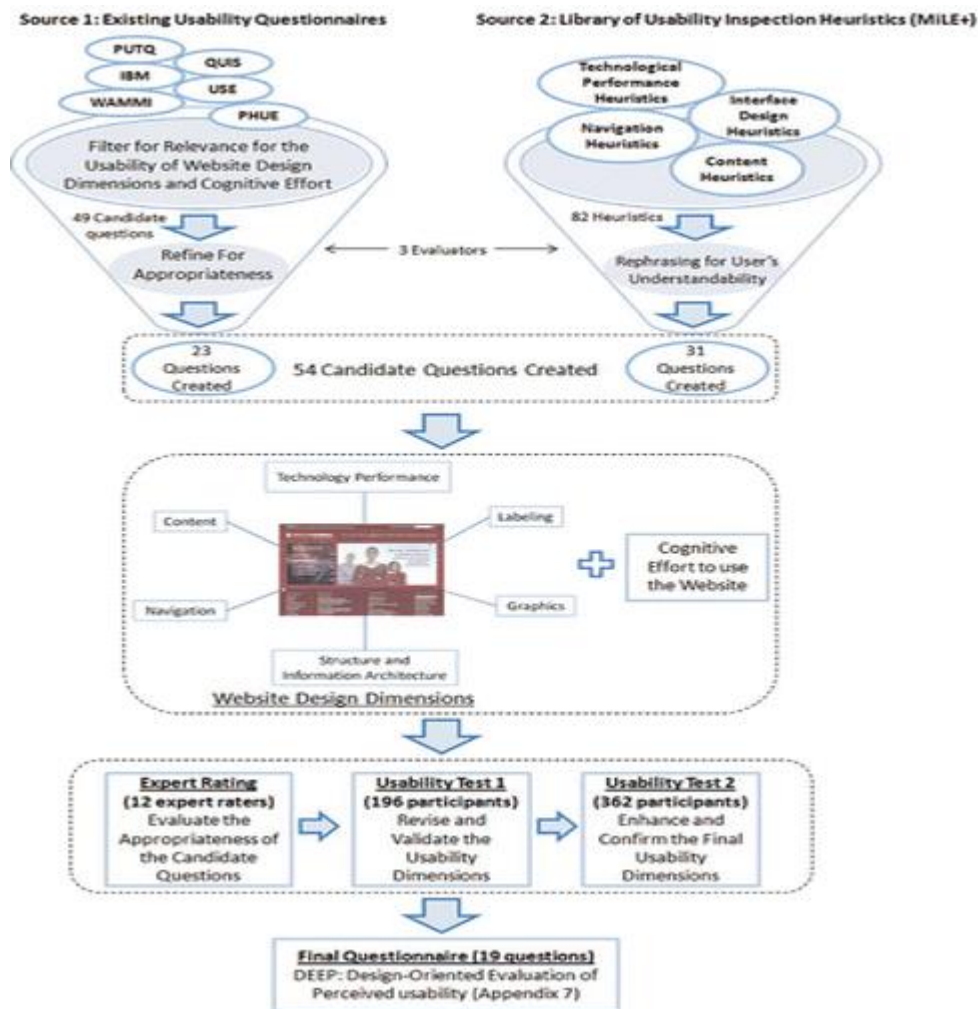 Source 1: Existing Usability Questionnaires
Source 2: Library of Usability Inspection Heuristics (MiLE+)
PUTQ
QUIS
IBM
USE
WAMMI
PHUE
Technological
Performance
Heuristics
Interface
Design
Heuristics
Navigation
Heuristics
Content
Heuristics
Filter for Relevance for the
Usability of Website Design
Dimensions and Cognitive Effort
49 Candidate
questions
82 Heuristics
3 Evaluators
Refine For
Appropriateness
Rephrasing for User's
Understandability
23
Questions
Created
54 Candidate Questions Created
31
Questions
Created
Technology Performance
Content
Labeling
Navigation
Graphics
Structure and
Information Architecture
Website Design Dimensions
Cognitive
Effort to use
the Website
Expert Rating
(12 expert raters)
Evaluate the
Appropriateness of
the Candidate
Questions
Usability Test 1
(196 participants)
Revise and
Validate the
Usability
Dimensions
Usability Test 2
(362 participants)
Enhance and
Confirm the Final
Usability
Dimensions
Final Questionnaire (19 questions)
DEEP: Design-Oriented Evaluation of
Perceived usability (Appendix 7)